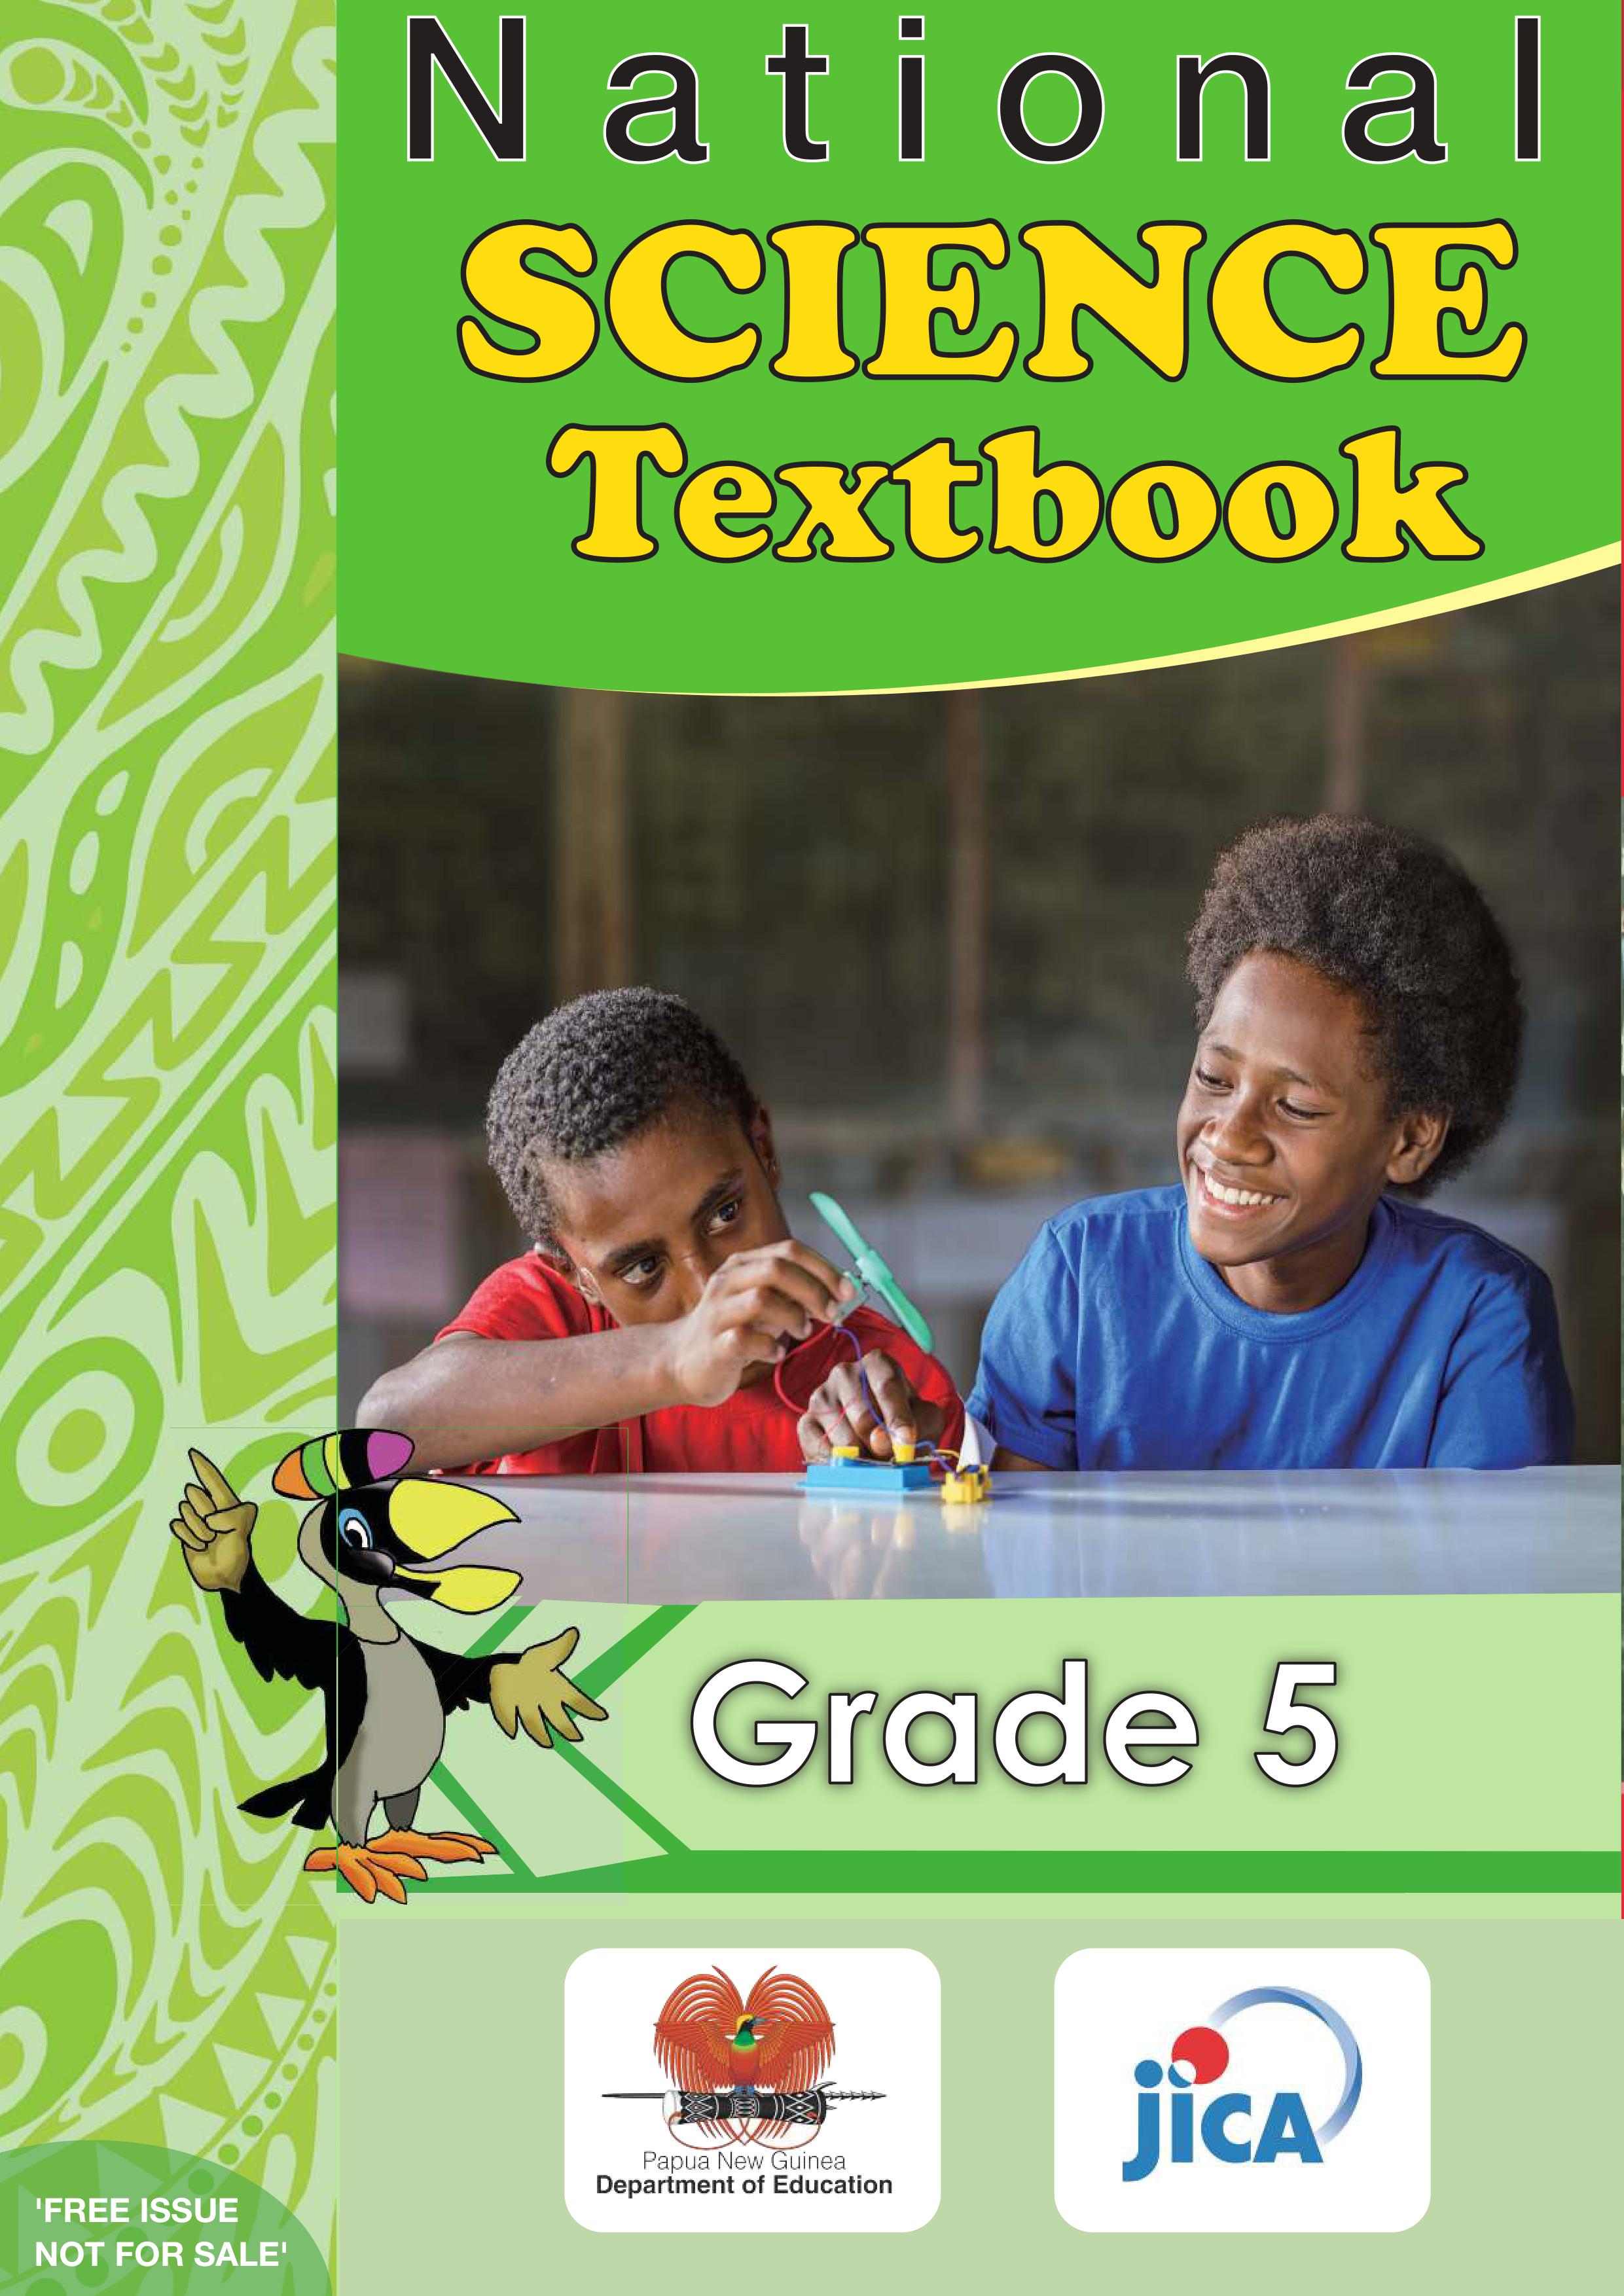 National
SCIENCE
Textbook
Grade 5
Papua New Guinea
Department of Education
jica
'FREE ISSUE
NOT FOR SALE'